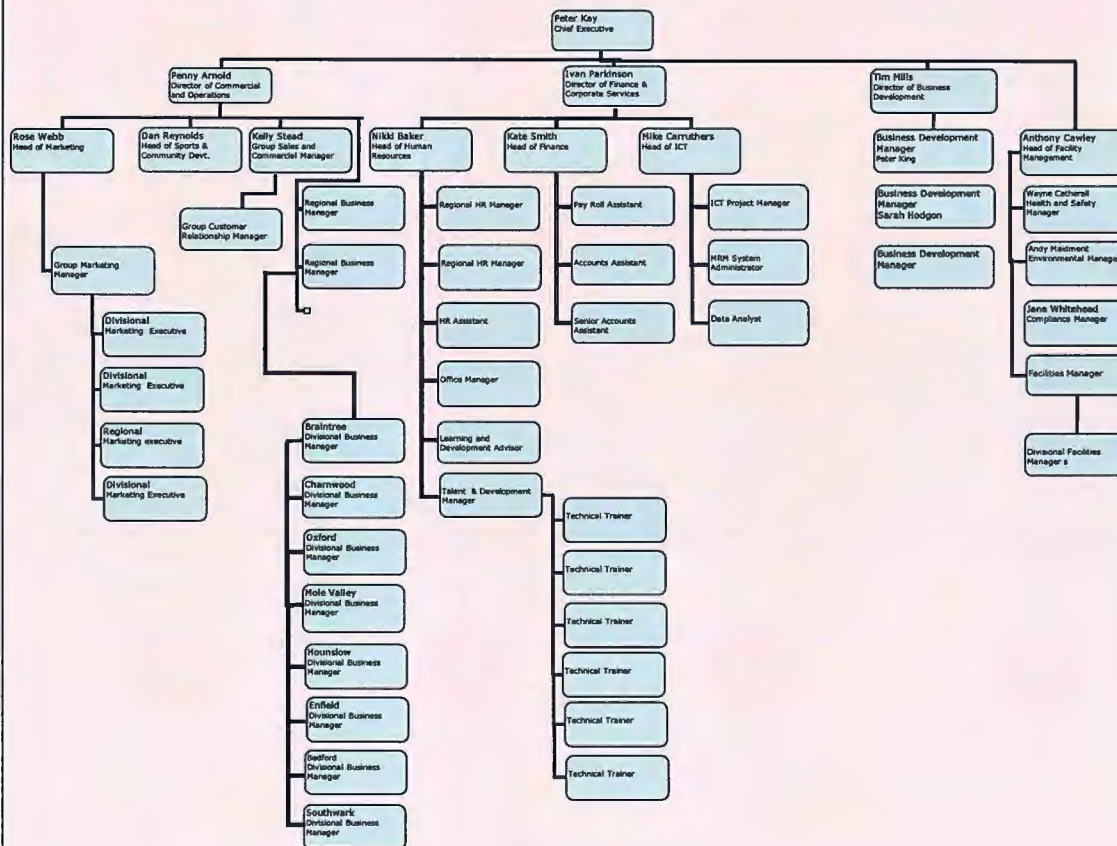 Peter Kay
Chief Executive
Penny Arnold
Director of Commercial
and Operations
Ivan Parkinson
Director of Finance &
Corporate Services
Tim Mills
Director of Business
Development
Rose Webb
Head of Marketing
Dan Reynolds
Head of Sports &
Community Devt.
Kelly Stead
Group Sales and
Commercial Manager
Nikki Baker
Head of Human
Resources
Kate Smith
Head of Finance
Mike Carruthers
Head of ICT
Business Development
Manager
Peter King
Anthony Cawley
Head of Facility
Management
Group Customer
Relationship Manager
Regional Business
Manager
Regional HR Manager
Pay Roll Assistant
ICT Project Manager
Business Development
Manager
Sarah Hodgon
Wayne Catherall
Health and Safety
Manager
Group Marketing
Manager
Regional Business
Manager
Regional HR Manager
Accounts Assistant
MRM System
Administrator
Business Development
Manager
Andy Maidment
Environmental Manage
Divisional
Marketing Executive
HR Assistant
Senior Accounts
Assistant
Data Analyst
Jane Whitehead
Compliance Manager
Divisional
Marketing Executive
Office Manager
Facilities Manager
Regional
Marketing executive
Braintree
Divisional Business
Manager
Learning and
Development Advisor
Divisional Facilities
Manager s
Divisional
Marketing Executive
Charnwood
Divisional Business
Manager
Talent & Development
Manager
Technical Trainer
Oxford
Divisional Business
Manager
Technical Trainer
Mole Valley
Divisional Business
Manager
Technical Trainer
Hounslow
Divisional Business
Manager
Technical Trainer
Enfield
Divisional Business
Manager
Technical Trainer
Bedford
Divisional Business
Manager
Technical Trainer
Southwark
Divisional Business
Manager